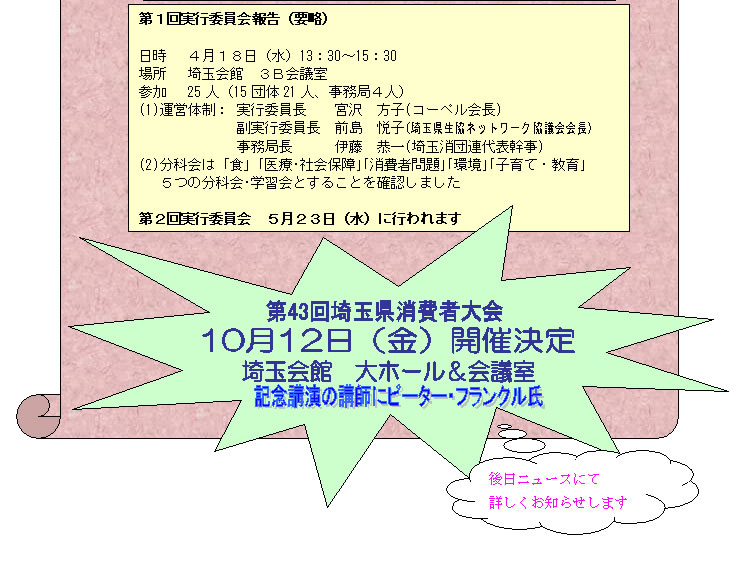 第1回実行委員会報告（要略）
日時　４月１８日（水）13：30～15：30
場所　埼玉会館　３Ｂ会議室
参加　25人（15団体21人、事務局４人）
(1)運営体制：　実行委員長　宮沢　方子(コーペル会長)
副実行委員長　前島　悦子(埼玉県生協ネットワーク協議会会長)
事務局長　伊藤　恭一(埼玉消団連代表幹事)
(2)分科会は「食」「医療・社会保障」「消費者問題」「環境」「子育て・教育」
５つの分科会・学習会とすることを確認しました
第２回実行委員会　５月２３日（水）に行われます
第43回埼玉県消費者大会
１０月１２日（金）開催決定
埼玉会館　大ホール＆会議室
記念講演の講師にピーター・フランクル氏
後日ニュースにて
詳しくお知らせします